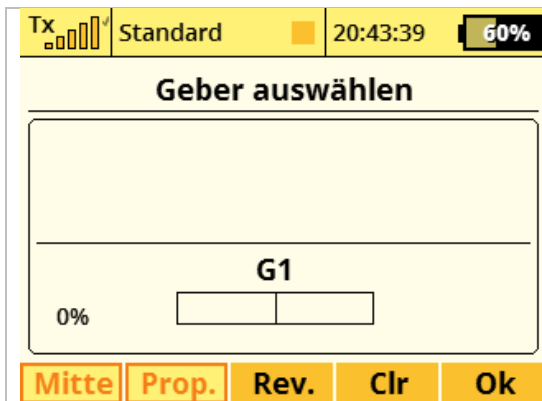 Tx Standard 20:43:39 60%
Geber auswählen
G1
0%
Mitte Prop. Rev. Clr Ok